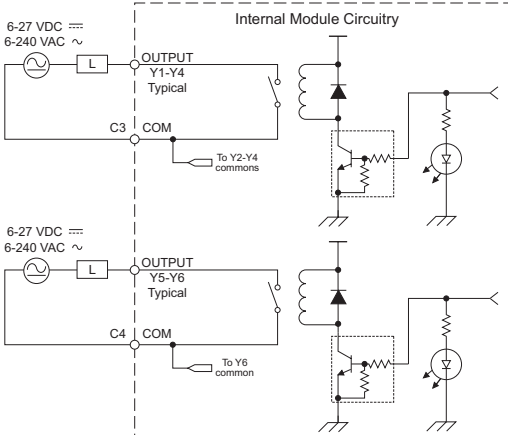 Internal Module Circuitry
6-27 VDC ⎓
6-240 VAC ∿
L
OUTPUT
Y1-Y4
Typical
C3 COM
To Y2-Y4
commons
6-27 VDC ⎓
6-240 VAC ∿
L
OUTPUT
Y5-Y6
Typical
C4 COM
To Y6
common